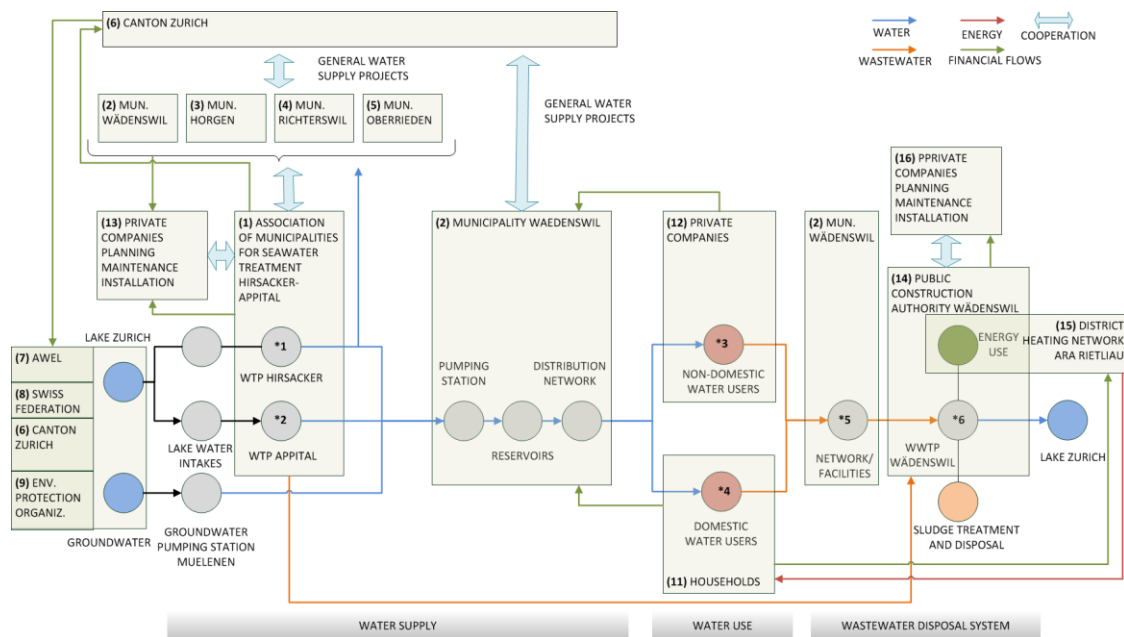 (6) CANTON ZURICH
WATER
ENERGY
COOPERATION
WASTEWATER
FINANCIAL FLOWS
GENERAL WATER
SUPPLY PROJECTS
GENERAL WATER
SUPPLY PROJECTS
(2) MUN.
WÄDENSWIL
(3) MUN.
HORGEN
(4) MUN.
RICHTERSWIL
(5) MUN.
OBERRIEDEN
(16) PPRIVATE
COMPANIES
PLANNING
MAINTENANCE
INSTALLATION
(13) PRIVATE
COMPANIES
PLANNING
MAINTENANCE
INSTALLATION
(1) ASSOCIATION
OF MUNICIPALITIES
FOR SEAWATER
TREATMENT
HIRSACKER-
APPITAL
(2) MUNICIPALITY WAEDENSWIL
(12) PRIVATE
COMPANIES
(2) MUN.
WÄDENSWIL
(14) PUBLIC
CONSTRUCTION
AUTHORITY WÄDENSWIL
(15) DISTRICT
HEATING NETWORK
ARA RIETLIAU
ENERGY
USE
LAKE ZURICH
(7) AWEL
(8) SWISS
FEDERATION
(6) CANTON
ZURICH
(9) ENV.
PROTECTION
ORGANIZ.
*1
WTP HIRSACKER
*2
WTP APPITAL
LAKE WATER
INTAKES
GROUNDWATER
GROUNDWATER
PUMPING STATION
MUELENEN
PUMPING
STATION
DISTRIBUTION
NETWORK
RESERVOIRS
*3
NON-DOMESTIC
WATER USERS
*4
DOMESTIC
WATER USERS
(11) HOUSEHOLDS
*5
NETWORK/
FACILITIES
*6
WWTP
WÄDENSWIL
LAKE ZURICH
SLUDGE TREATMENT
AND DISPOSAL
WATER SUPPLY
WATER USE
WASTEWATER DISPOSAL SYSTEM